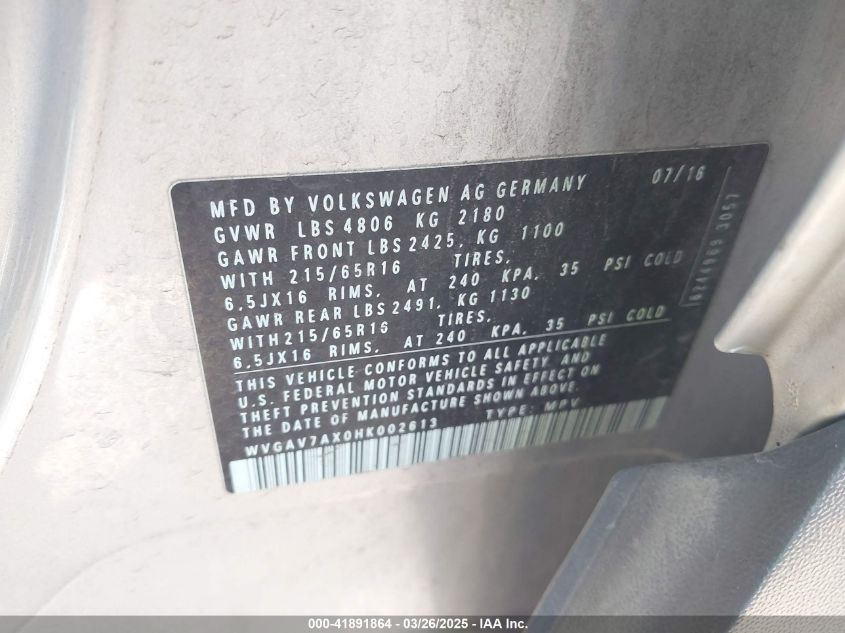 MFD BY VOLKSWAGEN AG GERMANY 07/16
GVWR LBS 4806 KG 2180
GAWR FRONT LBS 2425. KG 1100
WITH 215/65R16 TIRES.
6.5JX16 RIMS. AT 240 KPA. 35 PSI COLD
GAWR REAR LBS 2491. KG 1130
WITH 215/65R16 TIRES.
6.5JX16 RIMS. AT 240 KPA. 35 PSI COLD
THIS VEHICLE CONFORMS TO ALL APPLICABLE
U.S. FEDERAL MOTOR VEHICLE SAFETY, AND
THEFT PREVENTION STANDARDS IN EFFECT ON
THE DATE OF MANUFACTURE SHOWN ABOVE.
WVGAV7AX0HK002613 TYPE: MPV
3057
000-41891864 - 03/26/2025 - IAA Inc.